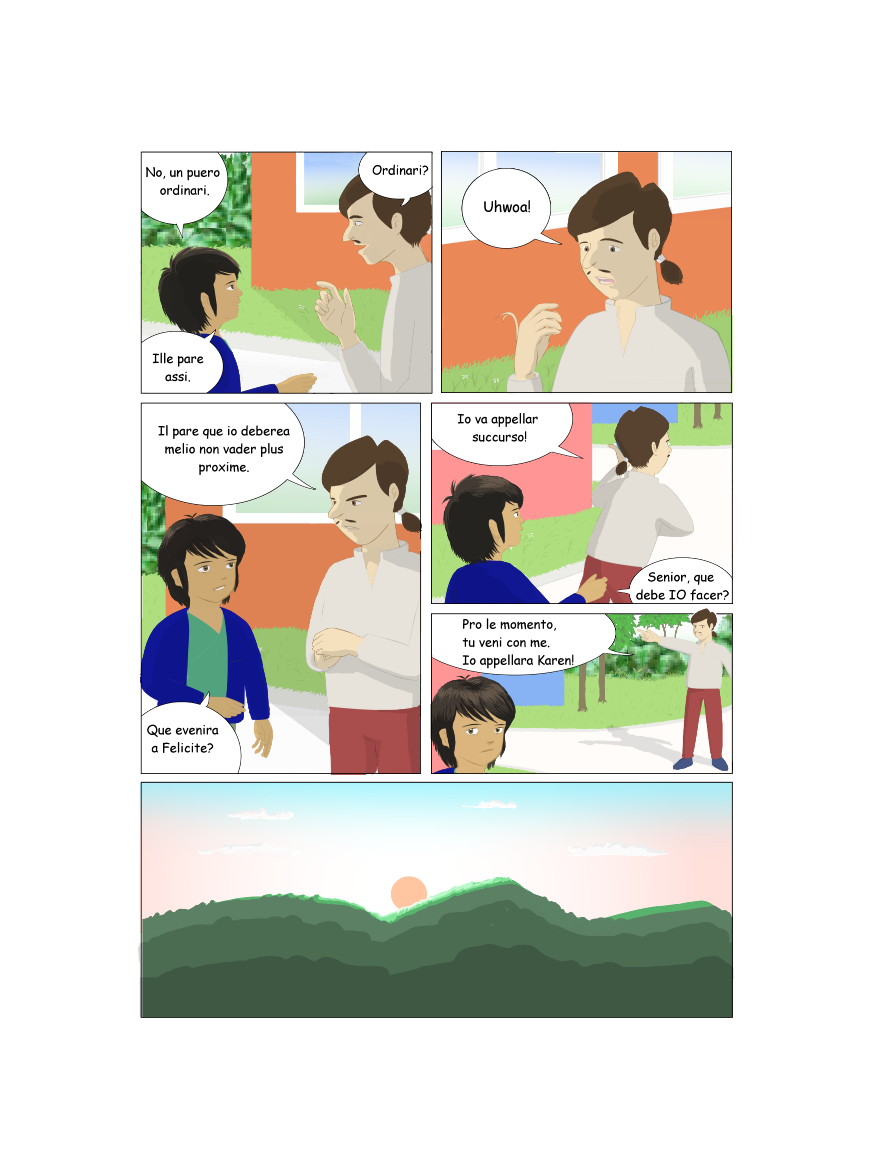 No, un puero
ordinari.
Ordinari?
Ille pare
assi.
Uhwoa!
Il pare que io deberea
melio non vader plus
proxime.
Que evenira
a Felicite?
Io va appellar
succurso!
Senior, que
debe IO facer?
Pro le momento,
tu veni con me.
Io appellara Karen!